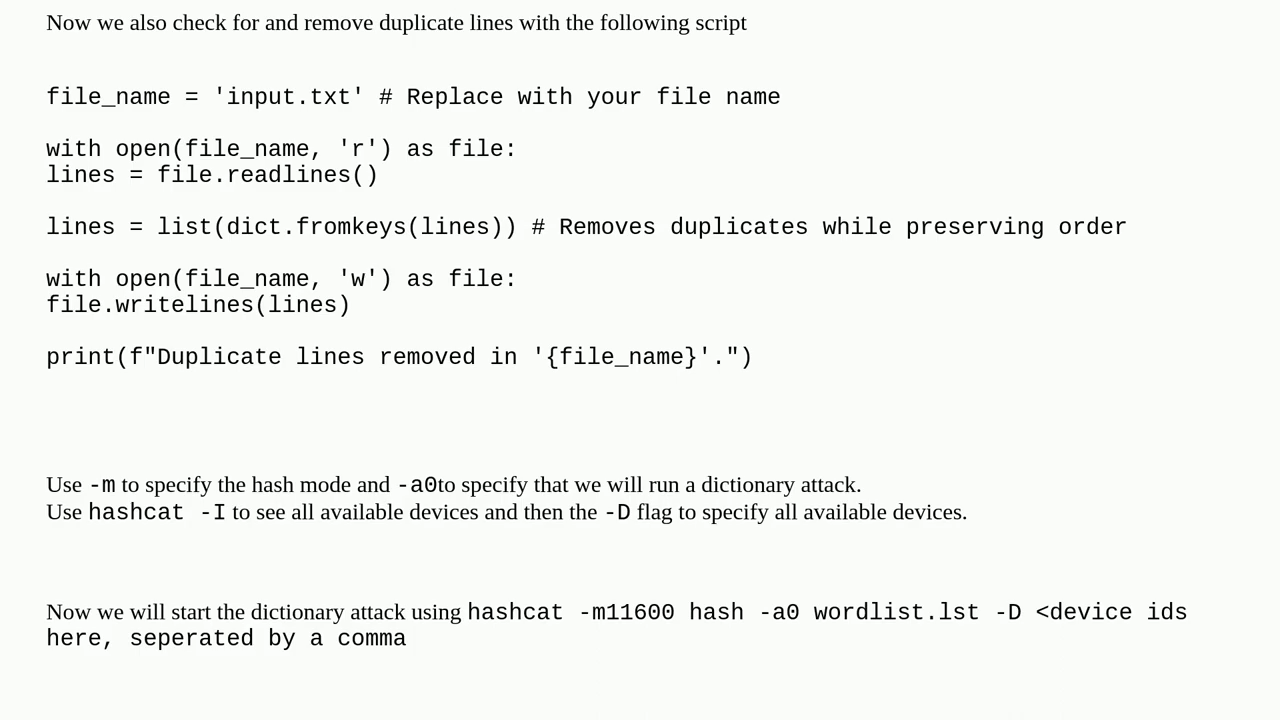 Now we also check for and remove duplicate lines with the following script
file_name = 'input.txt' # Replace with your file name
with open(file_name, 'r') as file:
lines = file.readlines()
lines = list(dict.fromkeys(lines)) # Removes duplicates while preserving order
with open(file_name, 'w') as file:
file.writelines(lines)
print(f"Duplicate lines removed in '{file_name}'.")
Use -m to specify the hash mode and -a0to specify that we will run a dictionary attack.
Use hashcat -I to see all available devices and then the -D flag to specify all available devices.
Now we will start the dictionary attack using hashcat -m11600 hash -a0 wordlist.lst -D <device ids
here, seperated by a comma